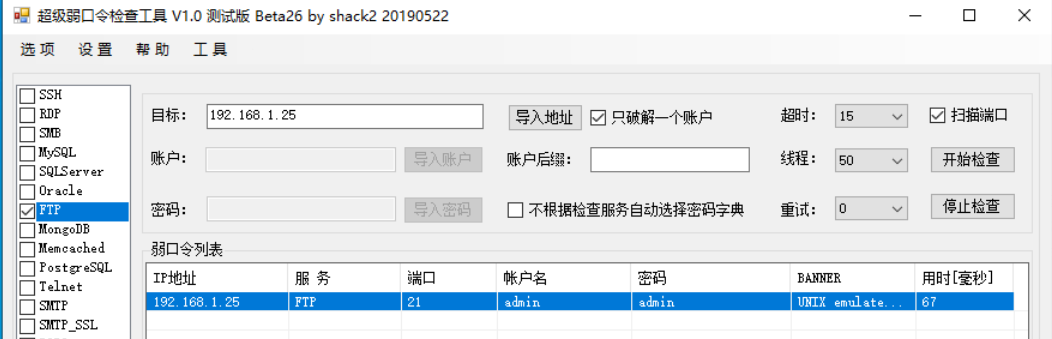 超级弱口令检查工具 V1.0 测试版 Beta26 by shack2 20190522
选项 设置 帮助 工具
SSH
RDP
SMB
MySQL
SQLServer
Oracle
FTP
MongoDB
Memcached
PostgreSQL
Telnet
SMTP
SMTP_SSL
目标: 192.168.1.25 导入地址 只破解一个账户 超时: 15 扫描端口
账户: 导入账户 账户后缀: 线程: 50 开始检查
密码: 导入密码 不根据检查服务自动选择密码字典 重试: 0 停止检查
弱口令列表
IP地址 服 务 端口 帐户名 密码 BANNER 用时[毫秒]
192.168.1.25 FTP 21 admin admin UNIX emulate... 67